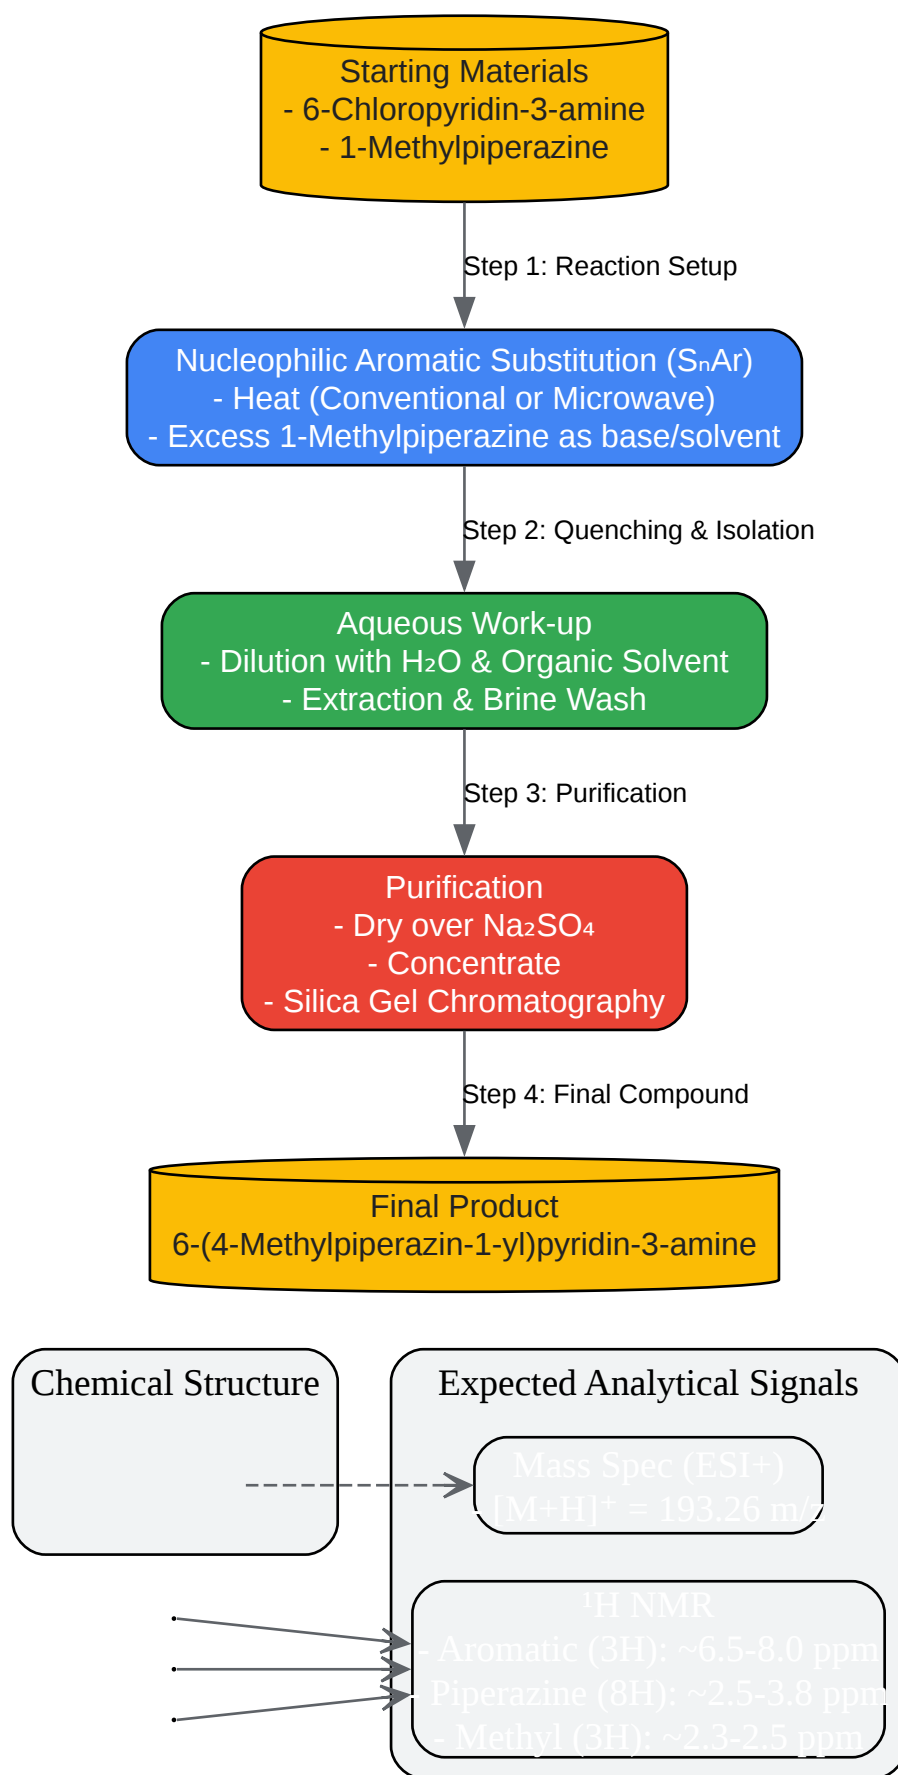 Starting Materials
- 6-Chloropyridin-3-amine
- 1-Methylpiperazine
Step 1: Reaction Setup
Nucleophilic Aromatic Substitution (SₙAr)
- Heat (Conventional or Microwave)
- Excess 1-Methylpiperazine as base/solvent
Step 2: Quenching & Isolation
Aqueous Work-up
- Dilution with H₂O & Organic Solvent
- Extraction & Brine Wash
Step 3: Purification
Purification
- Dry over Na₂SO₄
- Concentrate
- Silica Gel Chromatography
Step 4: Final Compound
Final Product
6-(4-Methylpiperazin-1-yl)pyridin-3-amine
Chemical Structure
Expected Analytical Signals
Mass Spec (ESI+)
- [M+H]⁺ = 193.26 m/z
¹H NMR
- Aromatic (3H): ~6.5-8.0 ppm
- Piperazine (8H): ~2.5-3.8 ppm
- Methyl (3H): ~2.3-2.5 ppm